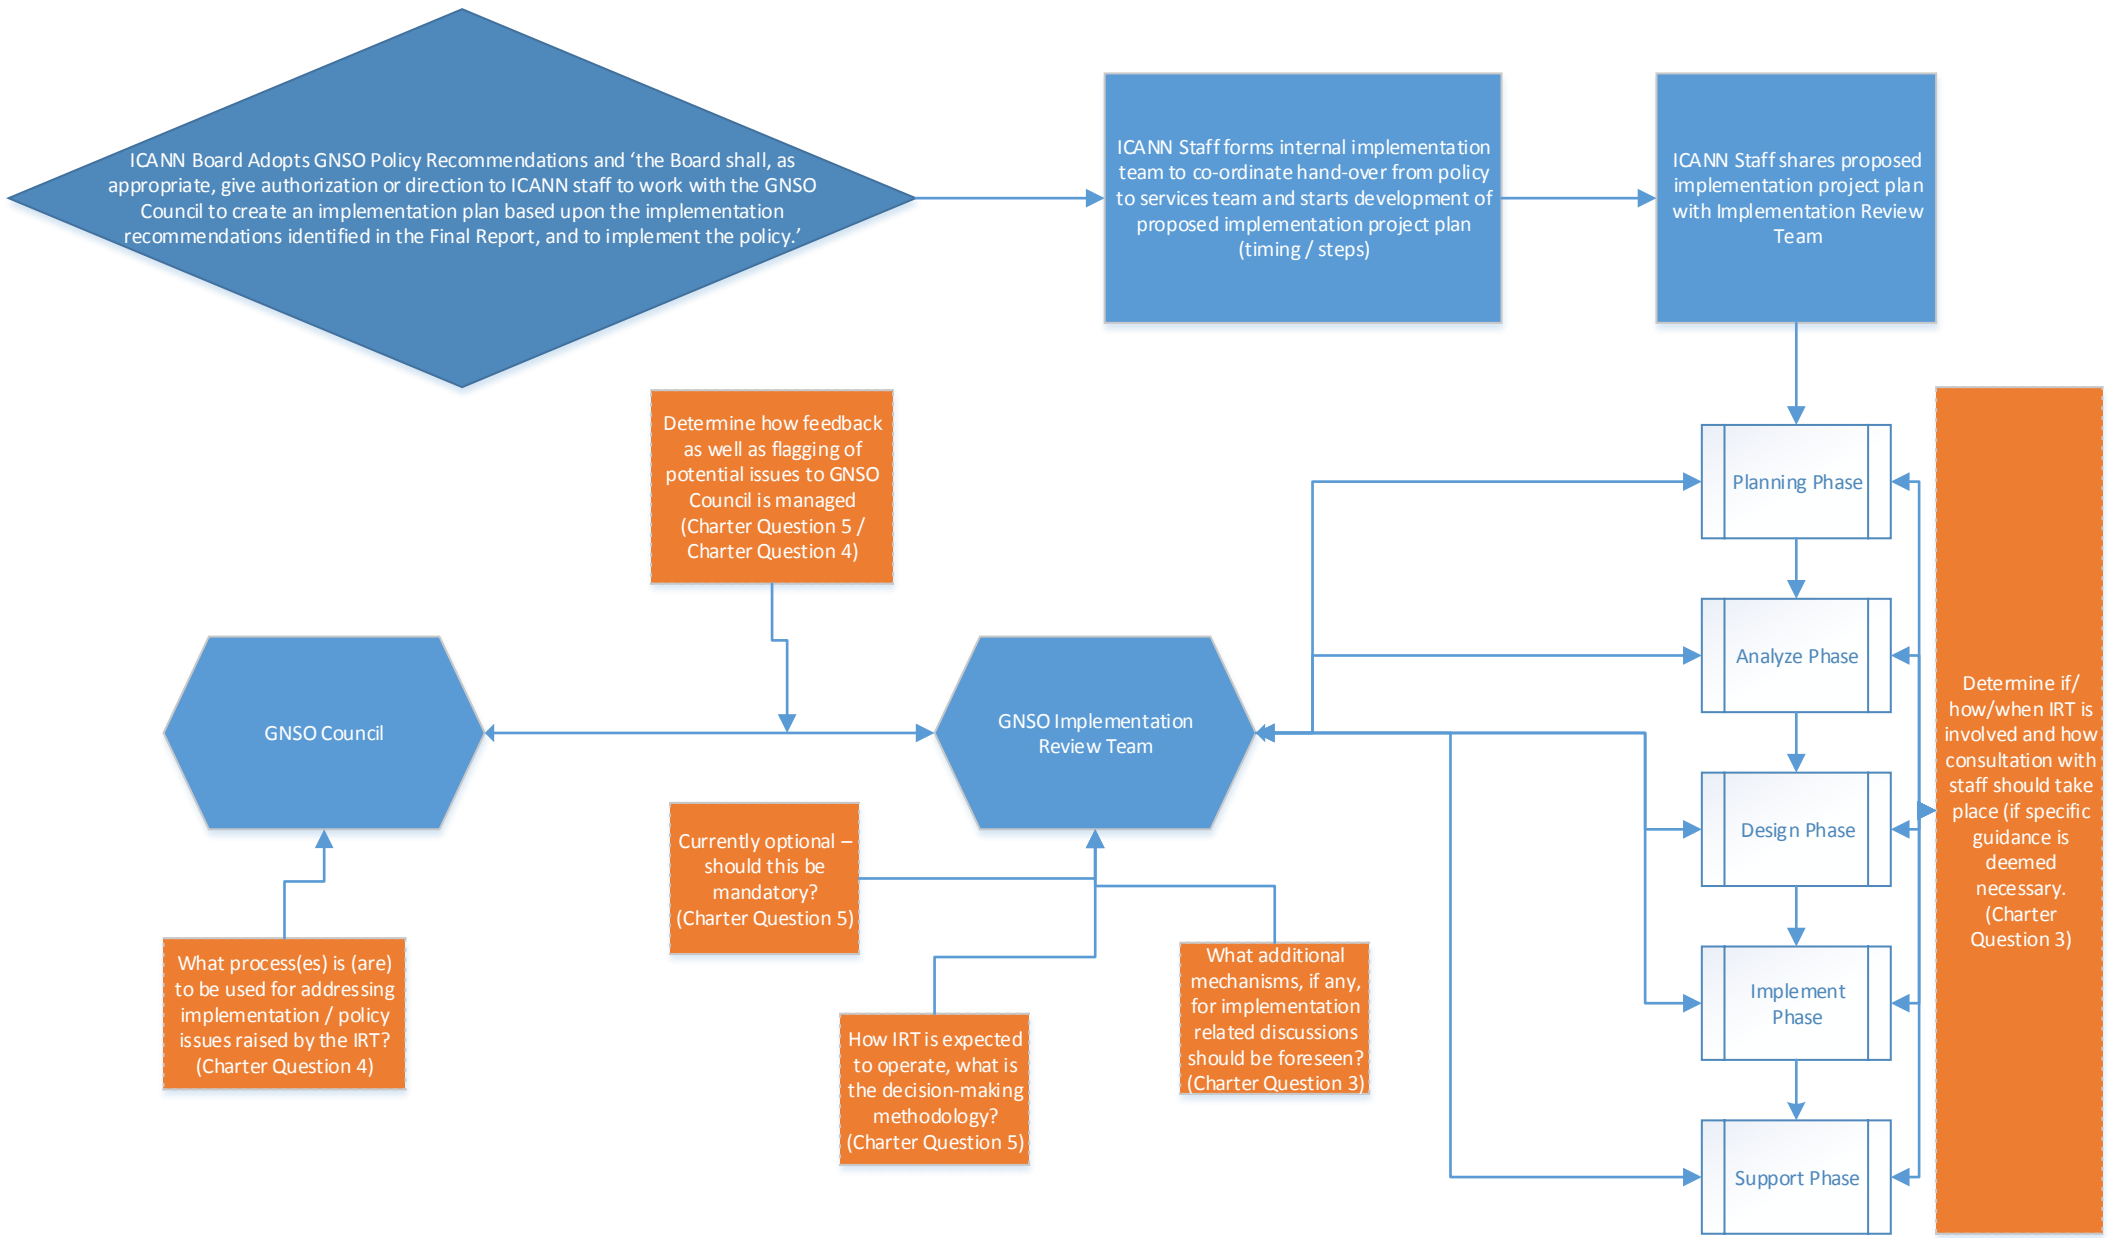 ICANN Board Adopts GNSO Policy Recommendations and ‘the Board shall, as
appropriate, give authorization or direction to ICANN staff to work with the GNSO
Council to create an implementation plan based upon the implementation
recommendations identified in the Final Report, and to implement the policy.’
ICANN Staff forms internal implementation
team to co-ordinate hand-over from policy
to services team and starts development of
proposed implementation project plan
(timing / steps)
ICANN Staff shares proposed
implementation project plan
with Implementation Review
Team
Determine how feedback
as well as flagging of
potential issues to GNSO
Council is managed
(Charter Question 5 /
Charter Question 4)
Planning Phase
Analyze Phase
Design Phase
Implement
Phase
Support Phase
Determine if/
how/when IRT is
involved and how
consultation with
staff should take
place (if specific
guidance is
deemed
necessary.
(Charter
Question 3)
GNSO Council
GNSO Implementation
Review Team
Currently optional –
should this be
mandatory?
(Charter Question 5)
What process(es) is (are)
to be used for addressing
implementation / policy
issues raised by the IRT?
(Charter Question 4)
How IRT is expected
to operate, what is
the decision-making
methodology?
(Charter Question 5)
What additional
mechanisms, if any,
for implementation
related discussions
should be foreseen?
(Charter Question 3)